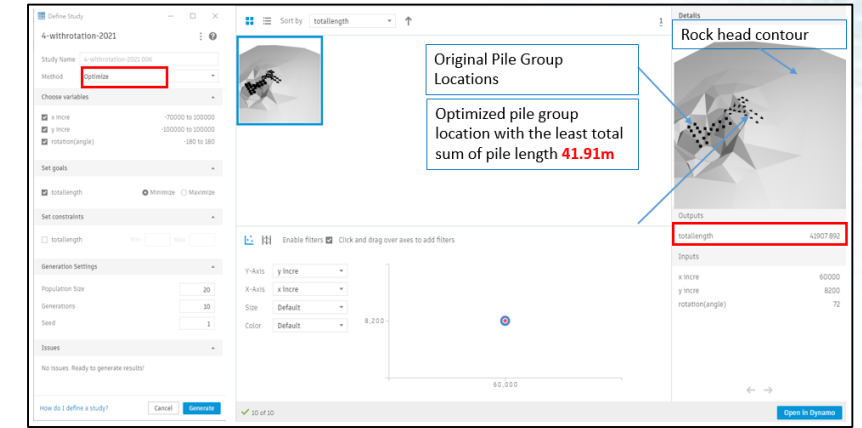 Define Study
4-withrotation-2021
Study Name 4-withrotation-2021 006
Method Optimize
Choose variables
x incre -70000 to 100000
y incre -100000 to 100000
rotation(angle) -180 to 180
Set goals
totallength Minimize Maximize
Set constraints
totallength Min Max
Generation Settings
Population Size 20
Generations 10
Seed 1
Issues
No issues. Ready to generate results!
How do I define a study? Cancel Generate
Sort by totallength 1
Original Pile Group
Locations
Optimized pile group
location with the least total
sum of pile length 41.91m
Enable filters Click and drag over axes to add filters
Y-Axis y incre
X-Axis x incre
Size Default
Color Default
8,200
60,000
10 of 10
Details
Rock head contour
Outputs
totallength 41907.892
Inputs
x incre 60000
y incre 8200
rotation(angle) 72
Open in Dynamo